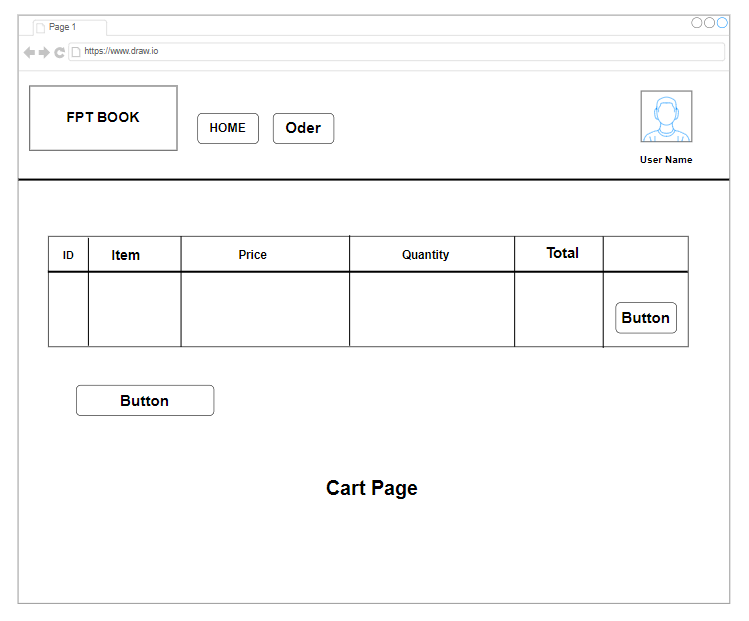 Page 1
https://www.draw.io
FPT BOOK
HOME
Oder
User Name
ID
Item
Price
Quantity
Total
Button
Button
Cart Page